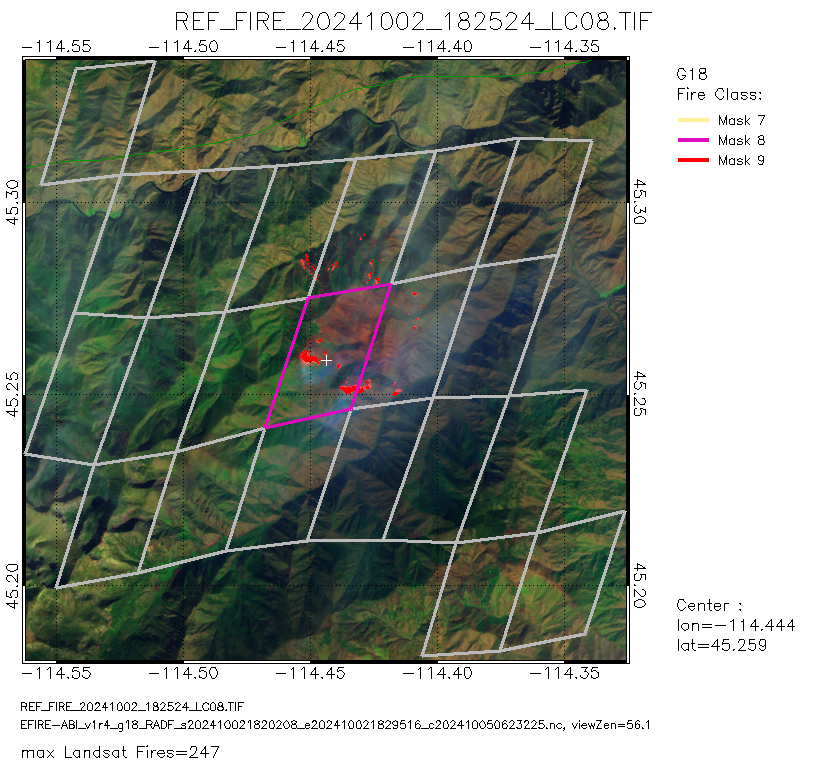 REF_FIRE_20241002_182524_LC08.TIF
−114.55 −114.50 −114.45 −114.40 −114.35
G18
Fire Class:
Mask 7
Mask 8
Mask 9
45.30 45.30
45.25 45.25
45.20 45.20
Center :
lon=−114.444
lat=45.259
−114.55 −114.50 −114.45 −114.40 −114.35
REF_FIRE_20241002_182524_LC08.TIF
EFIRE−ABI_v1r4_g18_RADF_s202410021820208_e202410021829516_c202410050623225.nc, viewZen=56.1
max Landsat Fires=247